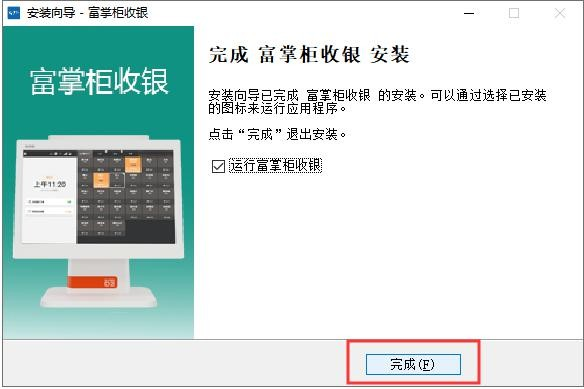 安装向导 - 富掌柜收银
富掌柜收银
上午11:26
完成 富掌柜收银 安装
安装向导已完成 富掌柜收银 的安装。可以通过选择已安装
的图标来运行应用程序。
点击“完成”退出安装。
运行富掌柜收银
完成(F)